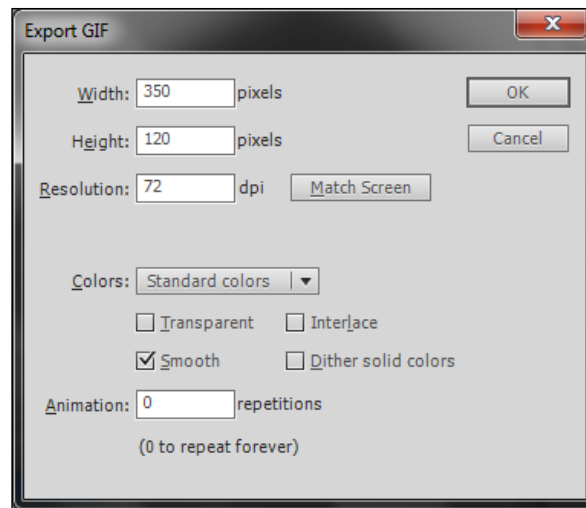 Export GIF
Width: 350 pixels OK
Height: 120 pixels Cancel
Resolution: 72 dpi Match Screen
Colors: Standard colors
Transparent Interlace
Smooth Dither solid colors
Animation: 0 repetitions
(0 to repeat forever)